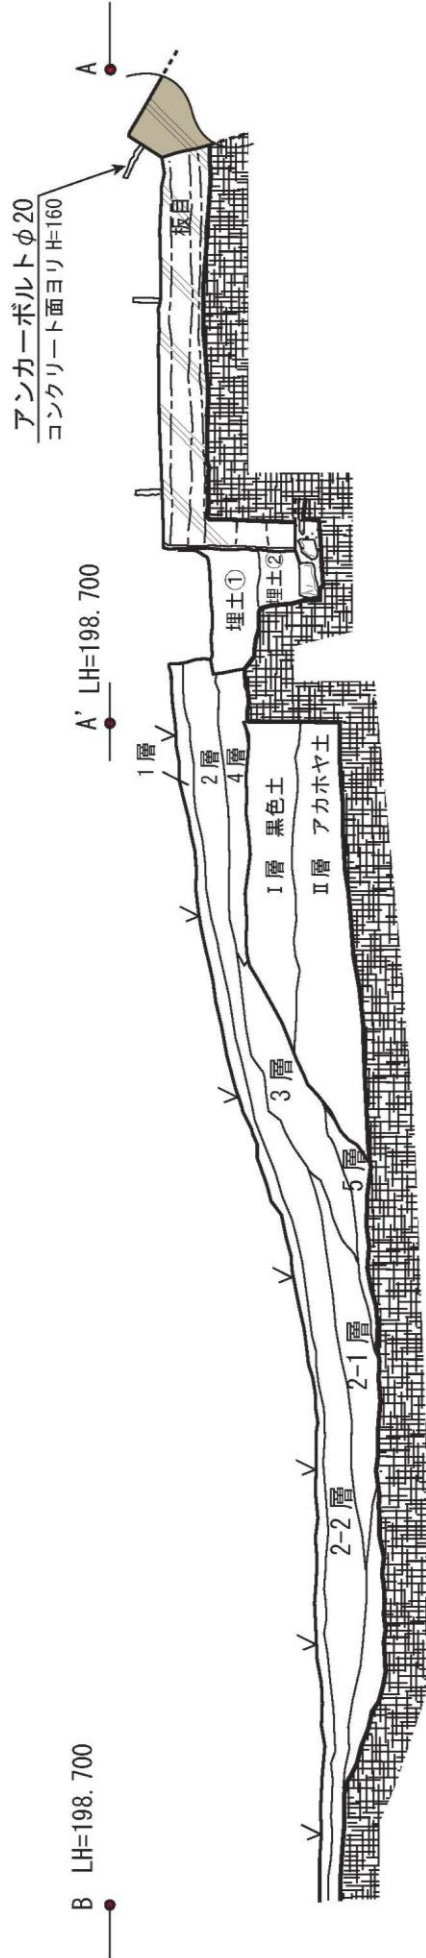 B LH=198.700
A' LH=198.700
A
アンカーボルトφ20
コンクリート面ヨリH=160
板目
1層
2層
4層
埋土①
埋土②
Ⅰ層 黒色土
Ⅱ層 アカホヤ土
3層
5層
2-1層
2-2層